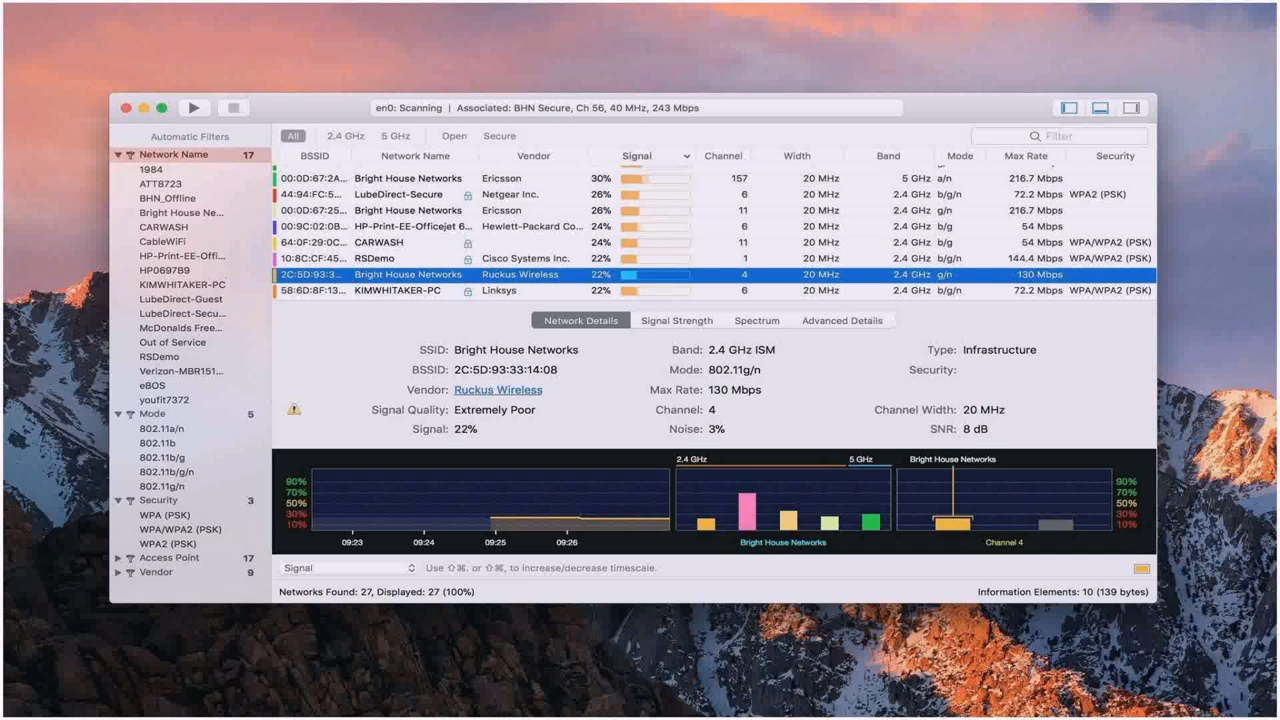 en0: Scanning | Associated: BHN Secure, Ch 56, 40 MHz, 243 Mbps
Automatic Filters
Network Name 17
1984
ATT8723
BHN_Offline
Bright House Ne...
CARWASH
CableWiFi
HP-Print-EE-Offi...
HP0697B9
KIMWHITAKER-PC
LubeDirect-Guest
LubeDirect-Secu...
McDonalds Free...
Out of Service
RSDemo
Verizon-MBR151...
eBOS
youfit7372
Mode 5
802.11a/n
802.11b
802.11b/g
802.11b/g/n
802.11g/n
Security 3
WPA (PSK)
WPA/WPA2 (PSK)
WPA2 (PSK)
Access Point 17
Vendor 9
All 2.4 GHz 5 GHz Open Secure Filter
BSSID Network Name Vendor Signal Channel Width Band Mode Max Rate Security
00:0D:67:2A... Bright House Networks Ericsson 30% 157 20 MHz 5 GHz a/n 216.7 Mbps
44:94:FC:5... LubeDirect-Secure Netgear Inc. 26% 6 20 MHz 2.4 GHz b/g/n 72.2 Mbps WPA2 (PSK)
00:0D:67:25... Bright House Networks Ericsson 26% 11 20 MHz 2.4 GHz g/n 216.7 Mbps
00:9C:02:0B... HP-Print-EE-Officejet 6... Hewlett-Packard Co... 24% 6 20 MHz 2.4 GHz b/g 54 Mbps
64:0F:29:0C... CARWASH 24% 11 20 MHz 2.4 GHz b/g 54 Mbps WPA/WPA2 (PSK)
10:8C:CF:45... RSDemo Cisco Systems Inc. 22% 1 20 MHz 2.4 GHz b/g/n 144.4 Mbps WPA/WPA2 (PSK)
2C:5D:93:3... Bright House Networks Ruckus Wireless 22% 4 20 MHz 2.4 GHz g/n 130 Mbps
58:6D:8F:13... KIMWHITAKER-PC Linksys 22% 6 20 MHz 2.4 GHz b/g/n 72.2 Mbps WPA/WPA2 (PSK)
Network Details Signal Strength Spectrum Advanced Details
SSID: Bright House Networks Band: 2.4 GHz ISM Type: Infrastructure
BSSID: 2C:5D:93:33:14:08 Mode: 802.11g/n Security:
Vendor: Ruckus Wireless Max Rate: 130 Mbps
Signal Quality: Extremely Poor Channel: 4 Channel Width: 20 MHz
Signal: 22% Noise: 3% SNR: 8 dB
2.4 GHz 5 GHz Bright House Networks
90% 90%
70% 70%
50% 50%
30% 30%
10% 10%
09:23 09:24 09:25 09:26 Bright House Networks Channel 4
Signal Use ⇧⌘. or ⇧⌘, to increase/decrease timescale.
Networks Found: 27, Displayed: 27 (100%) Information Elements: 10 (139 bytes)